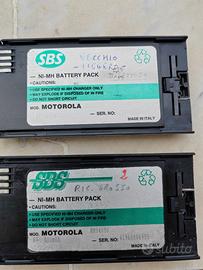 SBS
VECCHIO
NI-MH BATTERY PACK
• USE SPECIFIED NI-MH CHARGER ONLY
• MAY EXPLODE IF DISPOSED OF IN FIRE
• DO NOT SHORT CIRCUIT
MOD. MOTOROLA
SER. NO:
MADE IN ITALY
SBS
2
RIC. GROSSO
NI-MH BATTERY PACK
• USE SPECIFIED NI-MH CHARGER ONLY
• MAY EXPLODE IF DISPOSED OF IN FIRE
• DO NOT SHORT CIRCUIT
MOD. MOTOROLA
SER. NO:
MADE IN ITALY
subito